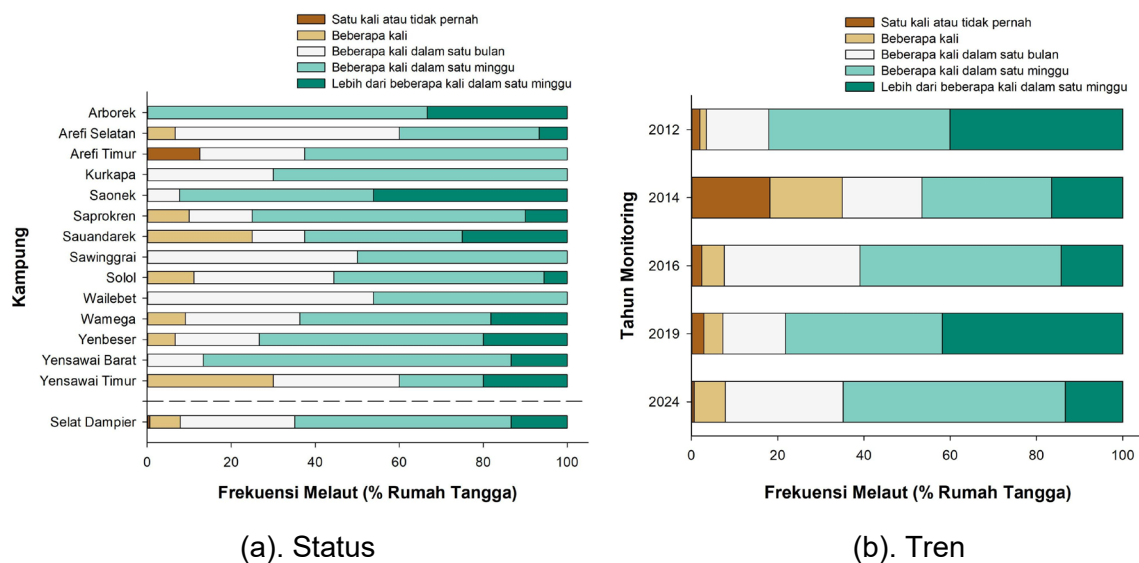 Satu kali atau tidak pernah
Beberapa kali
Beberapa kali dalam satu bulan
Beberapa kali dalam satu minggu
Lebih dari beberapa kali dalam satu minggu
Kampung
Arborek
Arefi Selatan
Arefi Timur
Kurkapa
Saonek
Saprokren
Sauandarek
Sawinggrai
Solol
Wailebet
Wamega
Yenbeser
Yensawai Barat
Yensawai Timur
Selat Dampier
0 20 40 60 80 100
Frekuensi Melaut (% Rumah Tangga)
(a). Status
Satu kali atau tidak pernah
Beberapa kali
Beberapa kali dalam satu bulan
Beberapa kali dalam satu minggu
Lebih dari beberapa kali dalam satu minggu
Tahun Monitoring
2012
2014
2016
2019
2024
0 20 40 60 80 100
Frekuensi Melaut (% Rumah Tangga)
(b). Tren